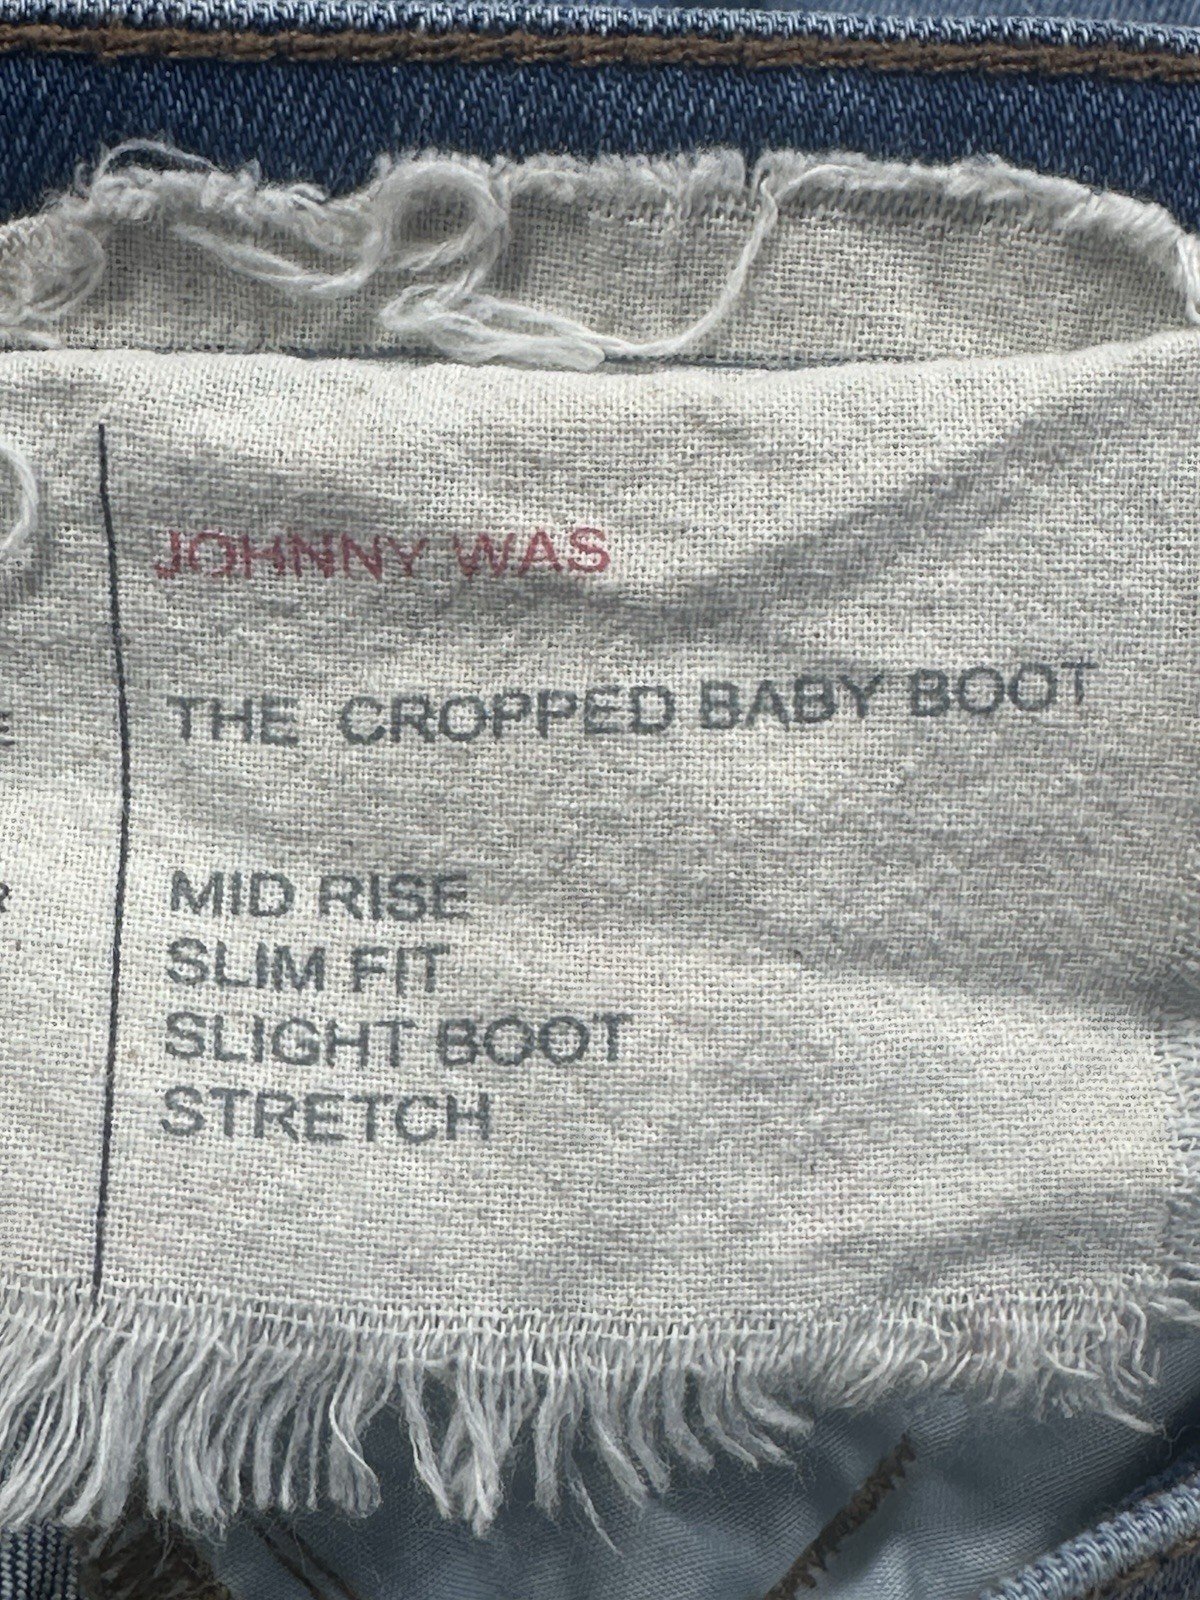 JOHNNY WAS
THE CROPPED BABY BOOT
MID RISE
SLIM FIT
SLIGHT BOOT
STRETCH